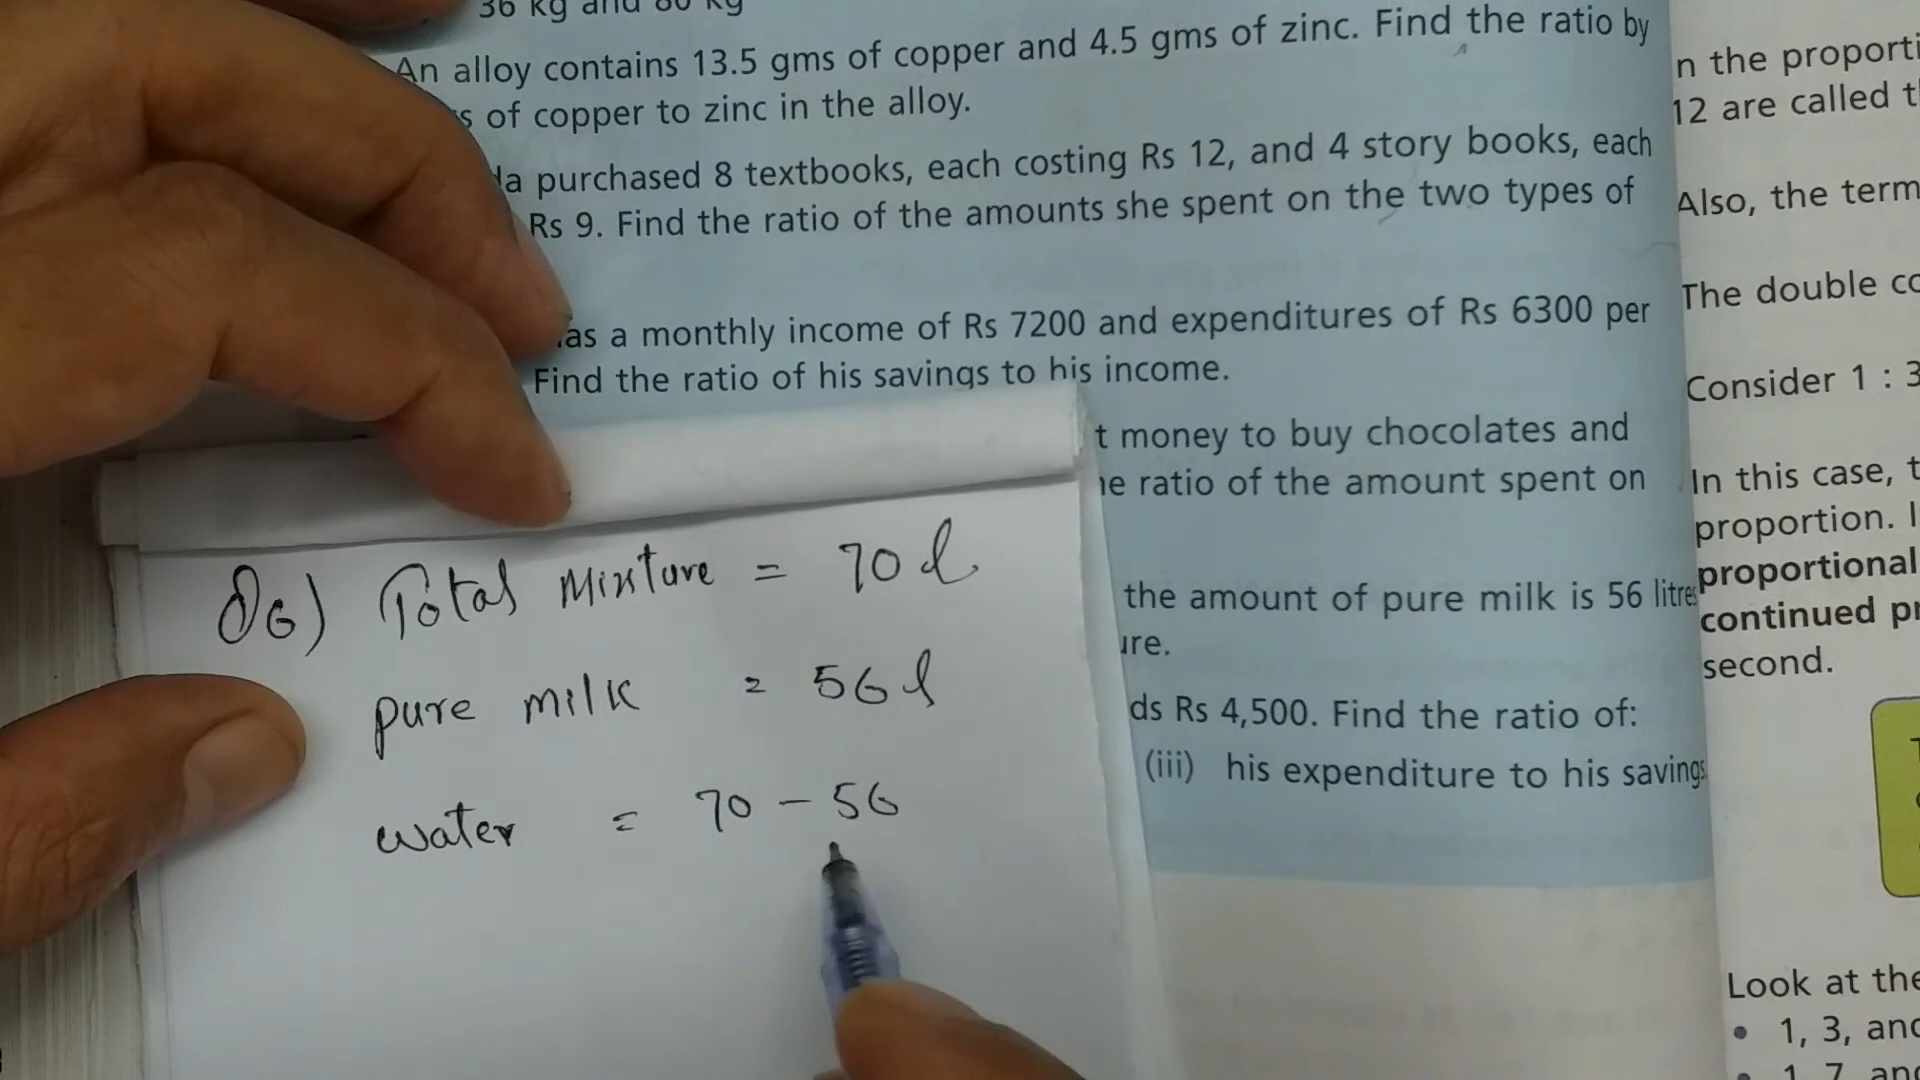 36 kg and 80 kg
An alloy contains 13.5 gms of copper and 4.5 gms of zinc. Find the ratio by
of copper to zinc in the alloy.
purchased 8 textbooks, each costing Rs 12, and 4 story books, each
Rs 9. Find the ratio of the amounts she spent on the two types of
as a monthly income of Rs 7200 and expenditures of Rs 6300 per
Find the ratio of his savings to his income.
t money to buy chocolates and
ratio of the amount spent on
the amount of pure milk is 56 litres
ure.
ds Rs 4,500. Find the ratio of:
(iii) his expenditure to his savings
Total Mixture = 70 l
pure milk = 56 l
water = 70 - 56
n the proporti
12 are called t
Also, the term
The double co
Consider 1 : 3
In this case, t
proportion. I
proportional
continued pr
second.
Look at the
• 1, 3, and
• 1, 7, and